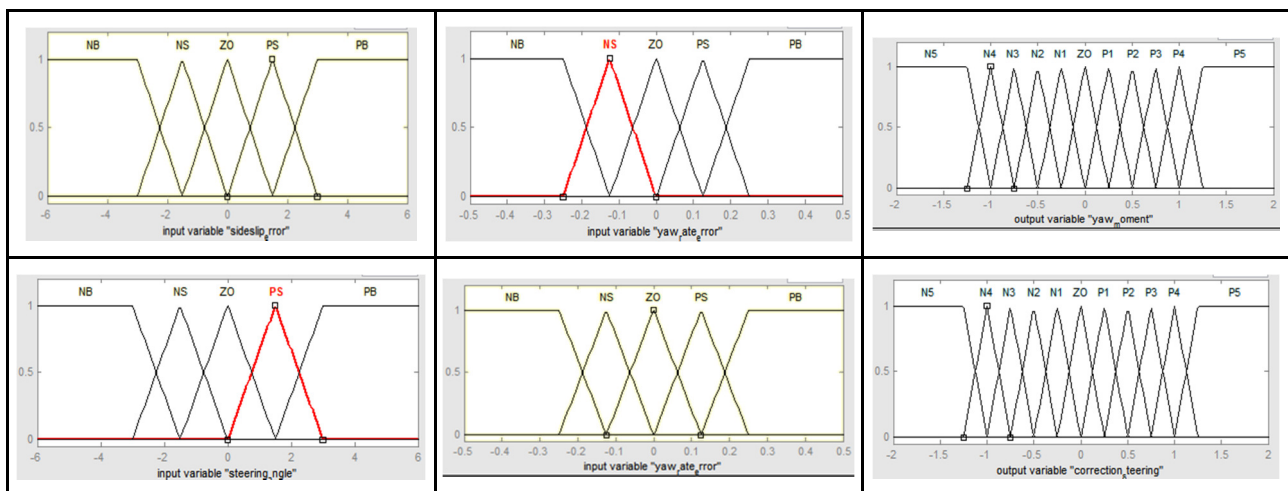 NB NS ZO PS PB
1
0.5
0
-6 -4 -2 0 2 4 6
input variable "sideslip_error"
NB NS ZO PS PB
1
0.5
0
-0.5 -0.4 -0.3 -0.2 -0.1 0 0.1 0.2 0.3 0.4 0.5
input variable "yaw_rate_error"
N5 N4 N3 N2 N1 ZO P1 P2 P3 P4 P5
1
0.5
0
-2 -1.5 -1 -0.5 0 0.5 1 1.5 2
output variable "yaw_moment"
NB NS ZO PS PB
1
0.5
0
-6 -4 -2 0 2 4 6
input variable "steering_angle"
NB NS ZO PS PB
1
0.5
0
-0.5 -0.4 -0.3 -0.2 -0.1 0 0.1 0.2 0.3 0.4 0.5
input variable "yaw_rate_error"
N5 N4 N3 N2 N1 ZO P1 P2 P3 P4 P5
1
0.5
0
-2 -1.5 -1 -0.5 0 0.5 1 1.5 2
output variable "correction_steering"